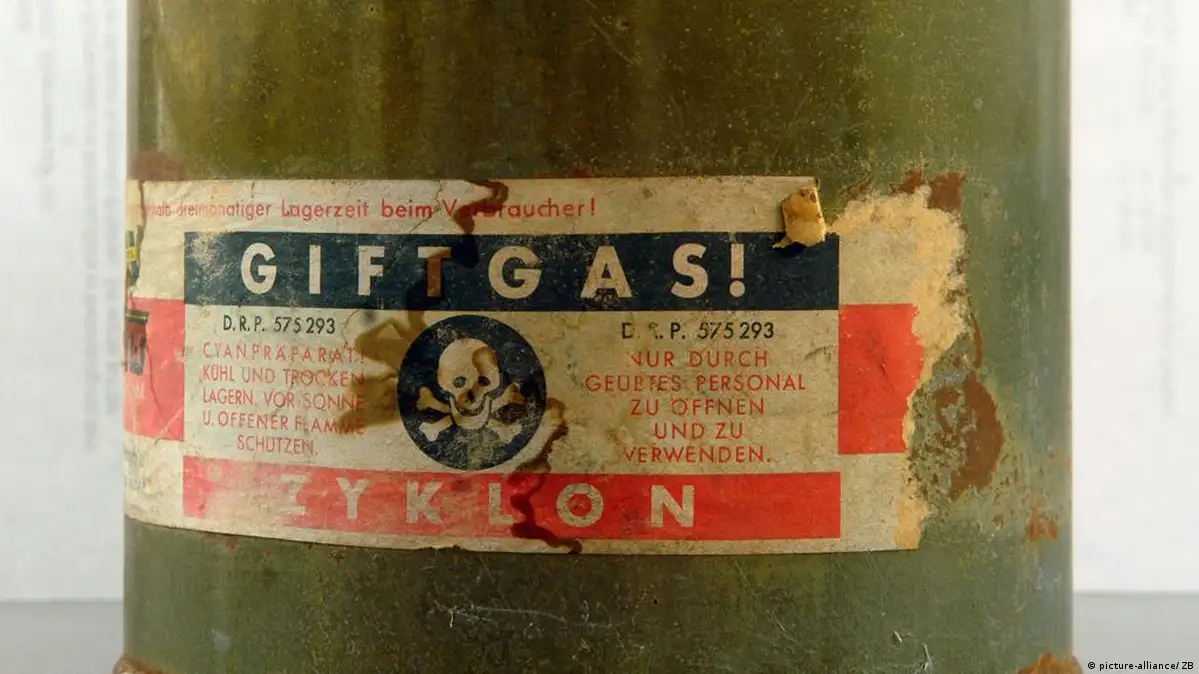 dreimonatiger Lagerzeit beim Verbraucher!
GIFTGAS!
D.R.P. 575293
CYANPRÄPARAT!
KÜHL UND TROCKEN
LAGERN, VOR SONNE
U. OFFENER FLAMME
SCHÜTZEN.
D.R.P. 575293
NUR DURCH
GEÜBTES PERSONAL
ZU ÖFFNEN
UND ZU
VERWENDEN.
ZYKLON
© picture-alliance/ ZB